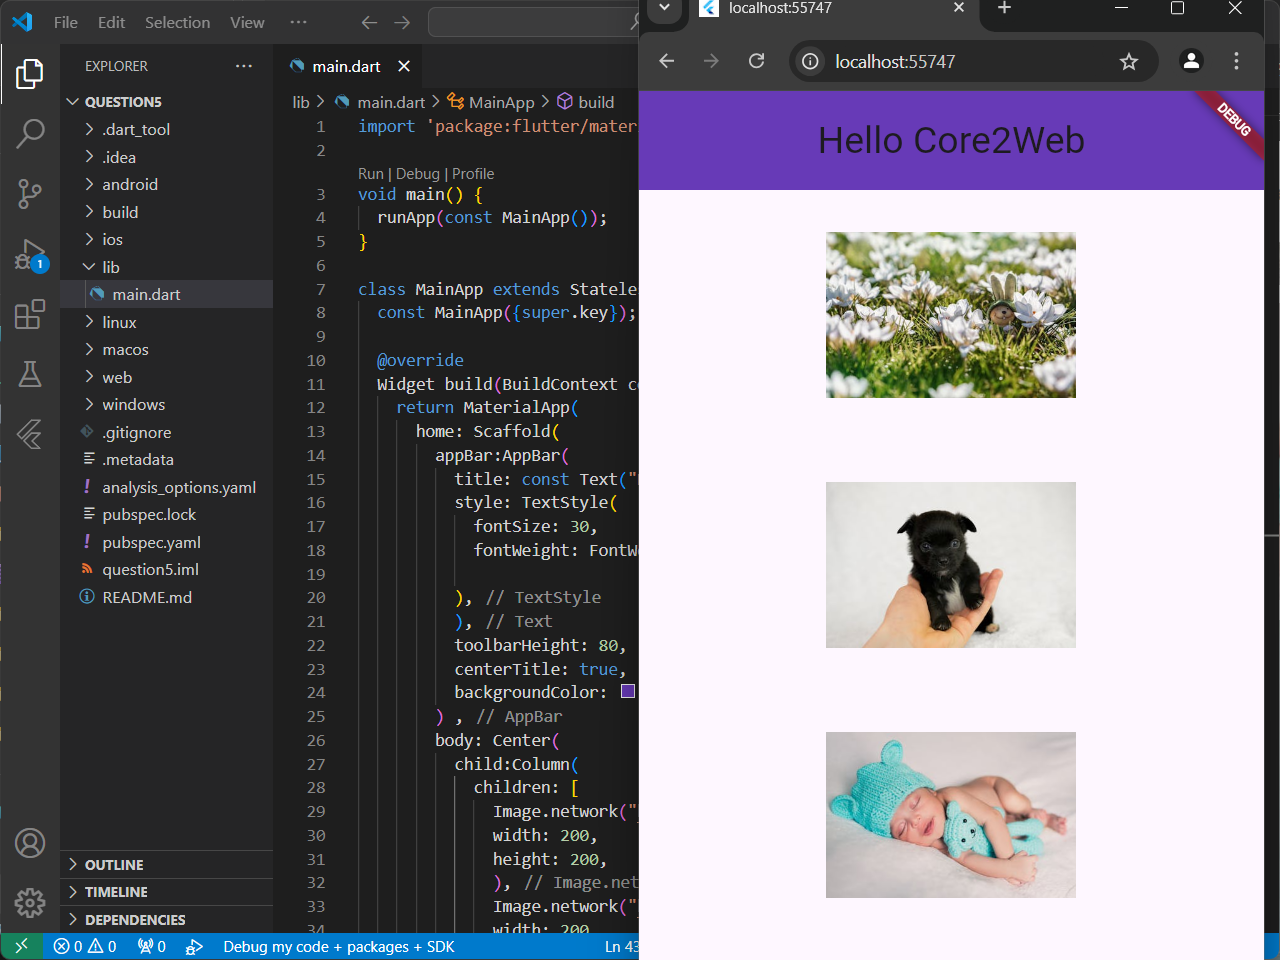 File Edit Selection View ···
localhost:55747
localhost:55747
EXPLORER ···
main.dart
QUESTION5
.dart_tool
.idea
android
build
ios
lib
main.dart
linux
macos
web
windows
.gitignore
.metadata
analysis_options.yaml
pubspec.lock
pubspec.yaml
question5.iml
README.md
OUTLINE
TIMELINE
DEPENDENCIES
lib > main.dart > MainApp > build
1 import 'package:flutter/mater
2
Run | Debug | Profile
3 void main() {
4 runApp(const MainApp());
5 }
6
7 class MainApp extends Statele
8 const MainApp({super.key});
9
10 @override
11 Widget build(BuildContext c
12 return MaterialApp(
13 home: Scaffold(
14 appBar:AppBar(
15 title: const Text("
16 style: TextStyle(
17 fontSize: 30,
18 fontWeight: FontW
19
20 ), // TextStyle
21 ), // Text
22 toolbarHeight: 80,
23 centerTitle: true,
24 backgroundColor:
25 ) , // AppBar
26 body: Center(
27 child:Column(
28 children: [
29 Image.network("
30 width: 200,
31 height: 200,
32 ), // Image.net
33 Image.network("
34 width: 200
Hello Core2Web
DEBUG
1
0 0 0 Debug my code + packages + SDK Ln 43